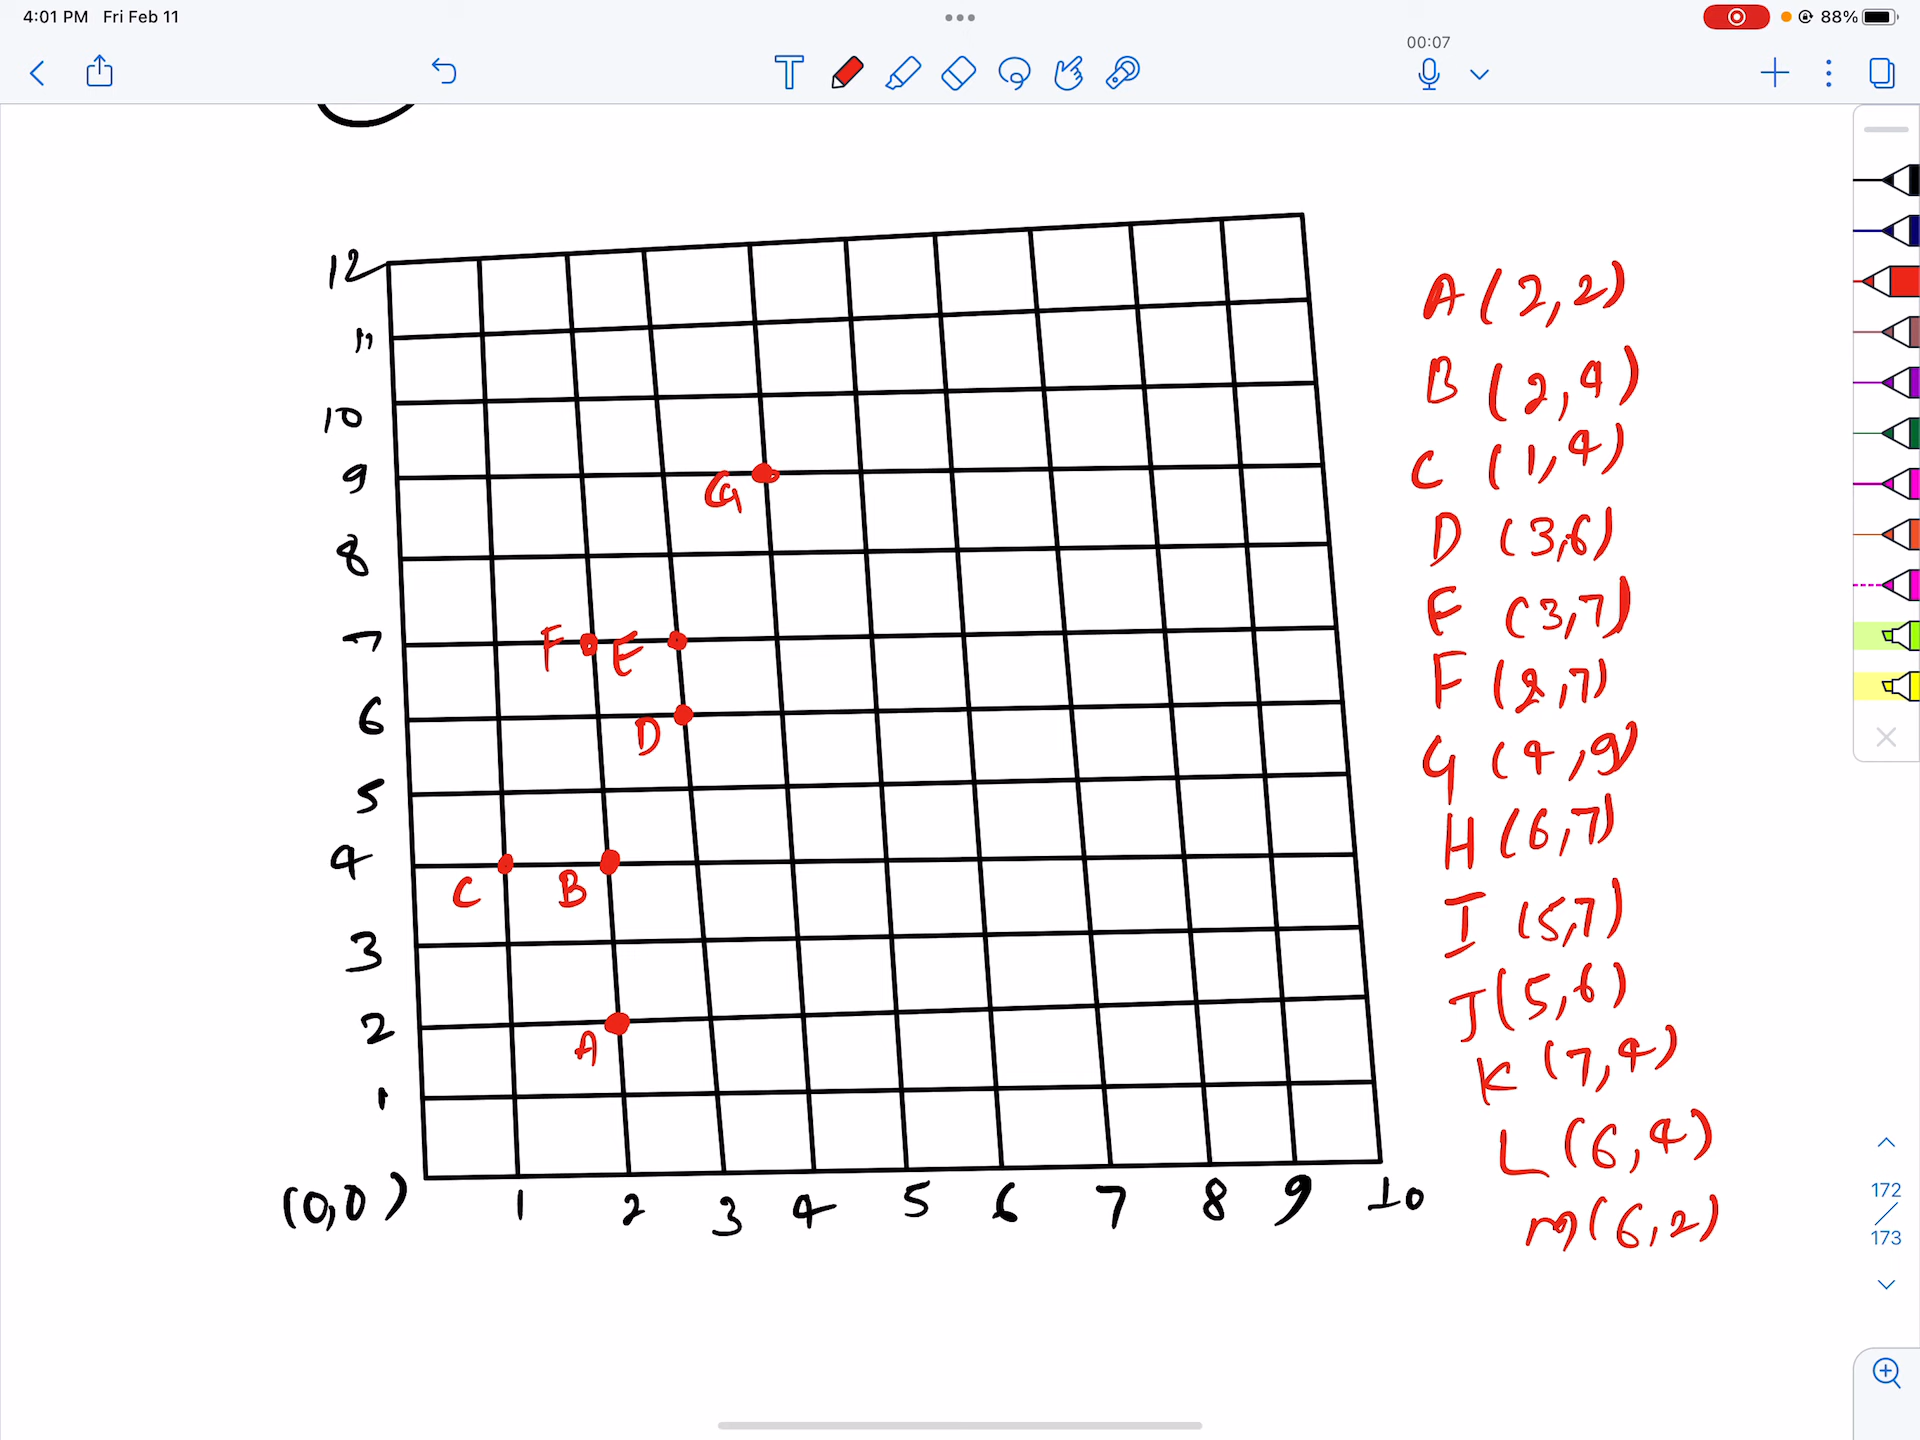 4:01 PM Fri Feb 11
88%
00:07
12
11
10
9
8
7
6
5
4
3
2
1
(0,0) 1 2 3 4 5 6 7 8 9 10
G
F E
D
C B
A
A (2,2)
B (2,4)
C (1,4)
D (3,6)
E (3,7)
F (2,7)
G (4,9)
H (6,7)
I (5,7)
J (5,6)
K (7,4)
L (6,4)
m (6,2)
172
/
173